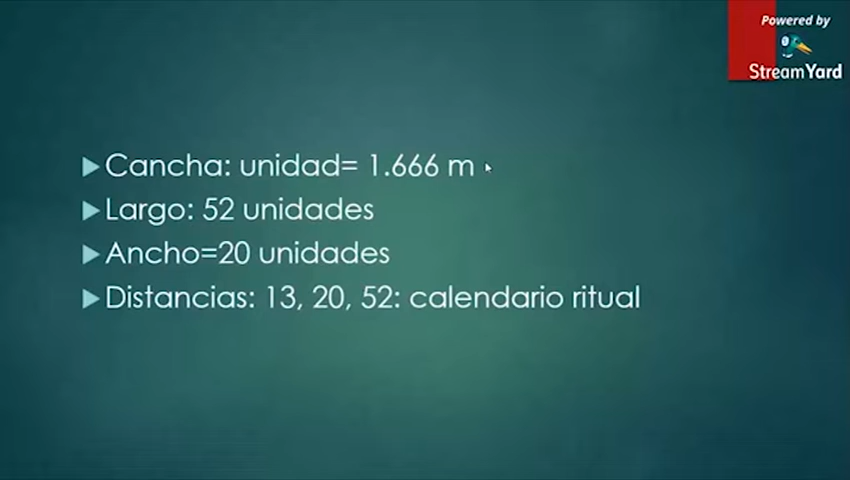 Powered by
StreamYard
Cancha: unidad= 1.666 m
Largo: 52 unidades
Ancho=20 unidades
Distancias: 13, 20, 52: calendario ritual